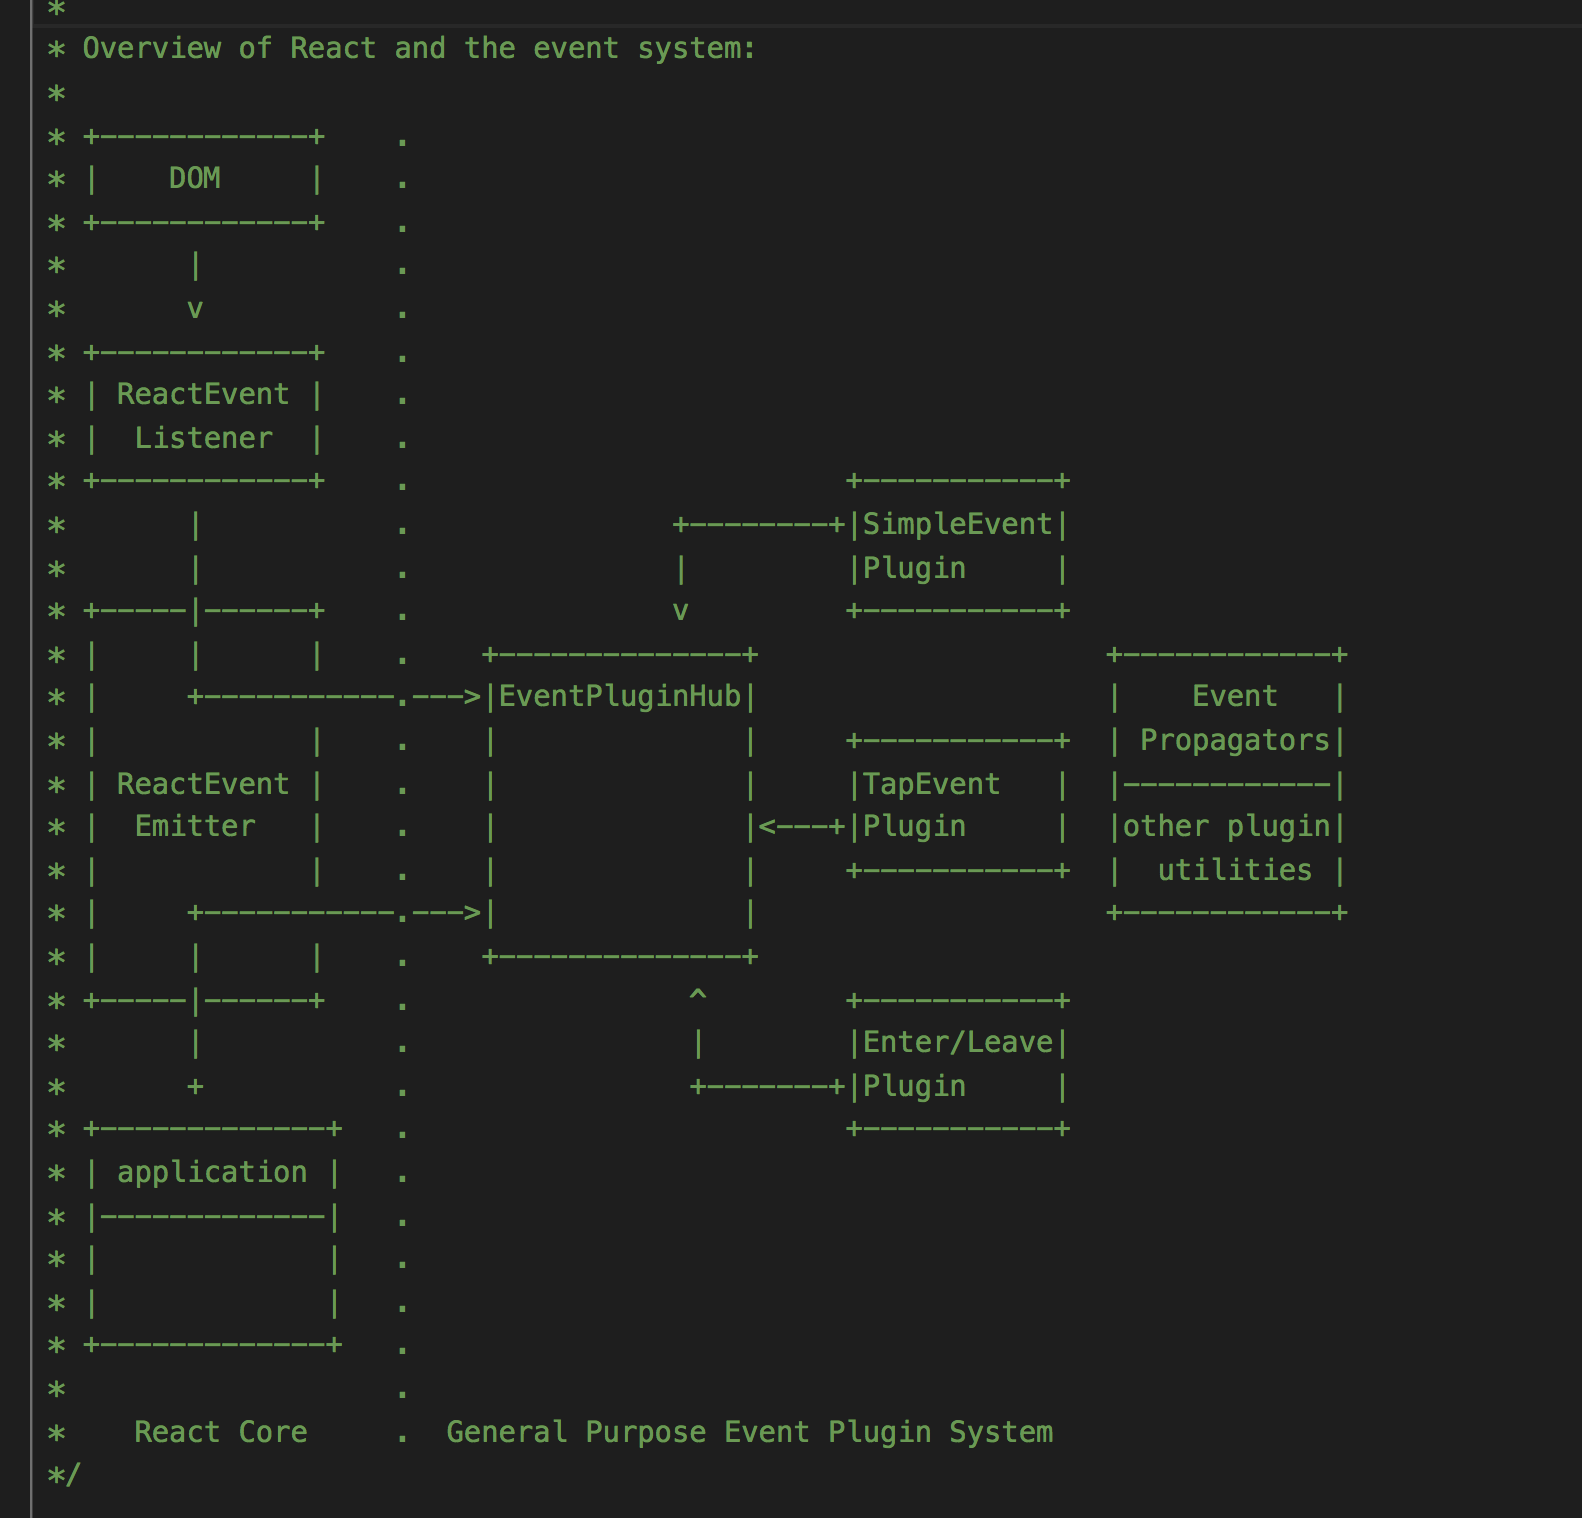 *
* Overview of React and the event system:
*
* +------------+    .
* |    DOM     |    .
* +------------+    .
*       |           .
*       v           .
* +------------+    .
* | ReactEvent |    .
* |  Listener  |    .
* +------------+    .                         +-----------+
*       |           .               +--------+|SimpleEvent|
*       |           .               |         |Plugin     |
* +-----|------+    .               v         +-----------+
* |     |      |    .    +--------------+                    +------------+
* |     +-----------.--->|EventPluginHub|                    |    Event   |
* |            |    .    |              |     +-----------+  | Propagators|
* | ReactEvent |    .    |              |     |TapEvent   |  |------------|
* |  Emitter   |    .    |              |<---+|Plugin     |  |other plugin|
* |            |    .    |              |     +-----------+  |  utilities |
* |     +-----------.--->|              |                    +------------+
* |     |      |    .    +--------------+
* +-----|------+    .                ^        +-----------+
*       |           .                |        |Enter/Leave|
*       +           .                +-------+|Plugin     |
* +-------------+   .                         +-----------+
* | application |   .
* |-------------|   .
* |             |   .
* |             |   .
* +-------------+   .
*                   .
*    React Core     .  General Purpose Event Plugin System
*/